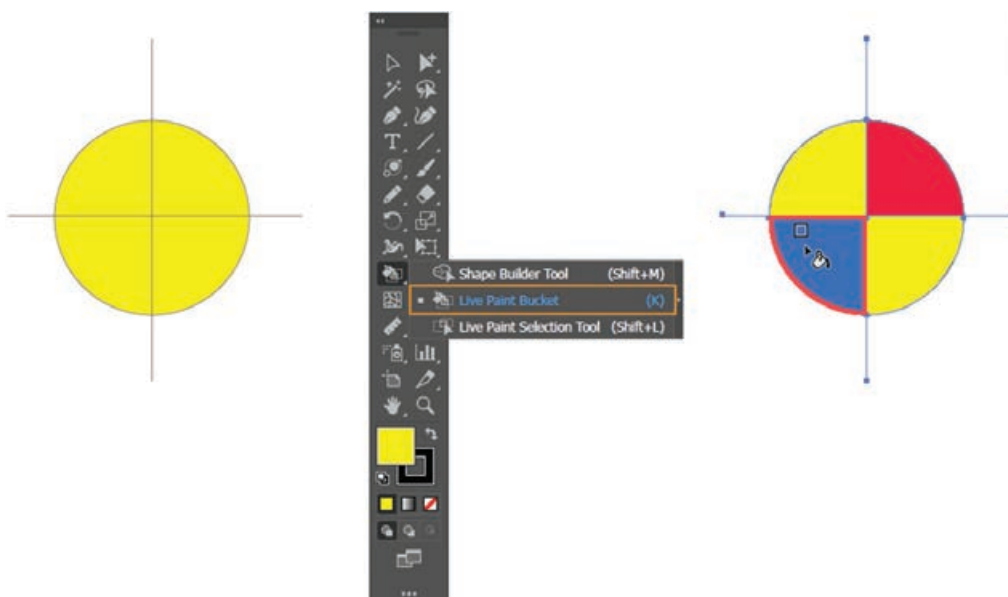 Shape Builder Tool (Shift+M)
Live Paint Bucket (K)
Live Paint Selection Tool (Shift+L)